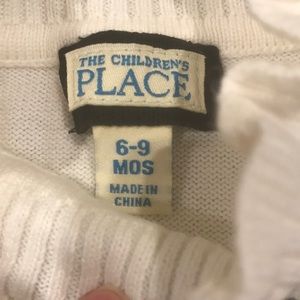 THE CHILDREN'S
PLACE
6-9
MOS
MADE IN
CHINA